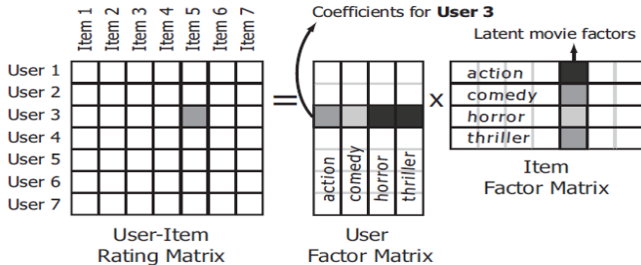 Coefficients for User 3
Latent movie factors
Item 1
Item 2
Item 3
Item 4
Item 5
Item 6
Item 7
User 1
User 2
User 3
User 4
User 5
User 6
User 7
=
action
comedy
horror
thriller
x
action
comedy
horror
thriller
User-Item
Rating Matrix
User
Factor Matrix
Item
Factor Matrix